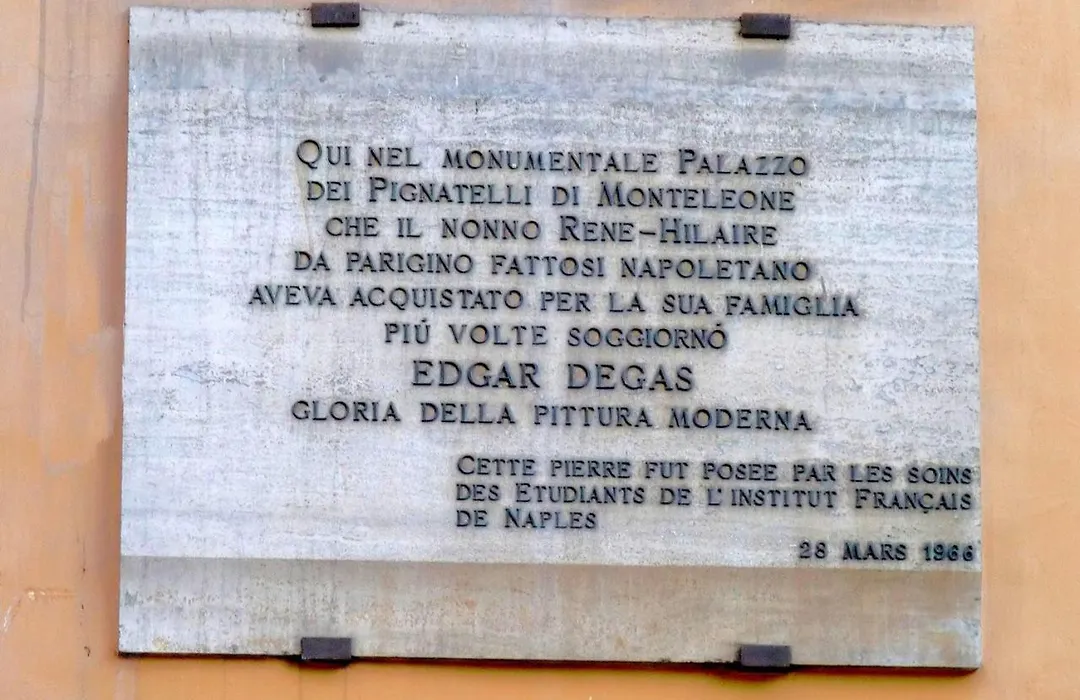 Qui nel monumentale Palazzo
dei Pignatelli di Monteleone
che il nonno Rene-Hilaire
da parigino fattosi napoletano
aveva acquistato per la sua famiglia
piú volte soggiornó
EDGAR DEGAS
gloria della pittura moderna
Cette pierre fut posee par les soins
des Etudiants de l'institut Français
de Naples
28 mars 1966